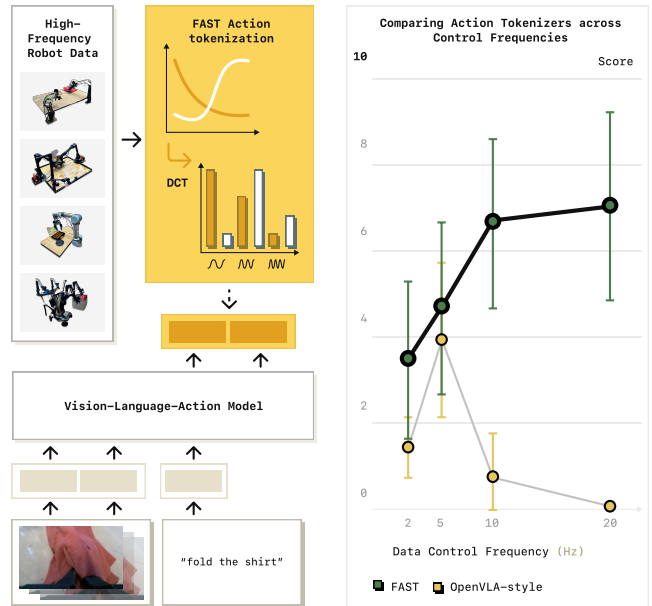 High-
Frequency
Robot Data
FAST Action
tokenization
DCT
Vision-Language-Action Model
“fold the shirt”
Comparing Action Tokenizers across
Control Frequencies
10
Score
8
6
4
2
0
2 5 10 20
Data Control Frequency (Hz)
FAST OpenVLA-style